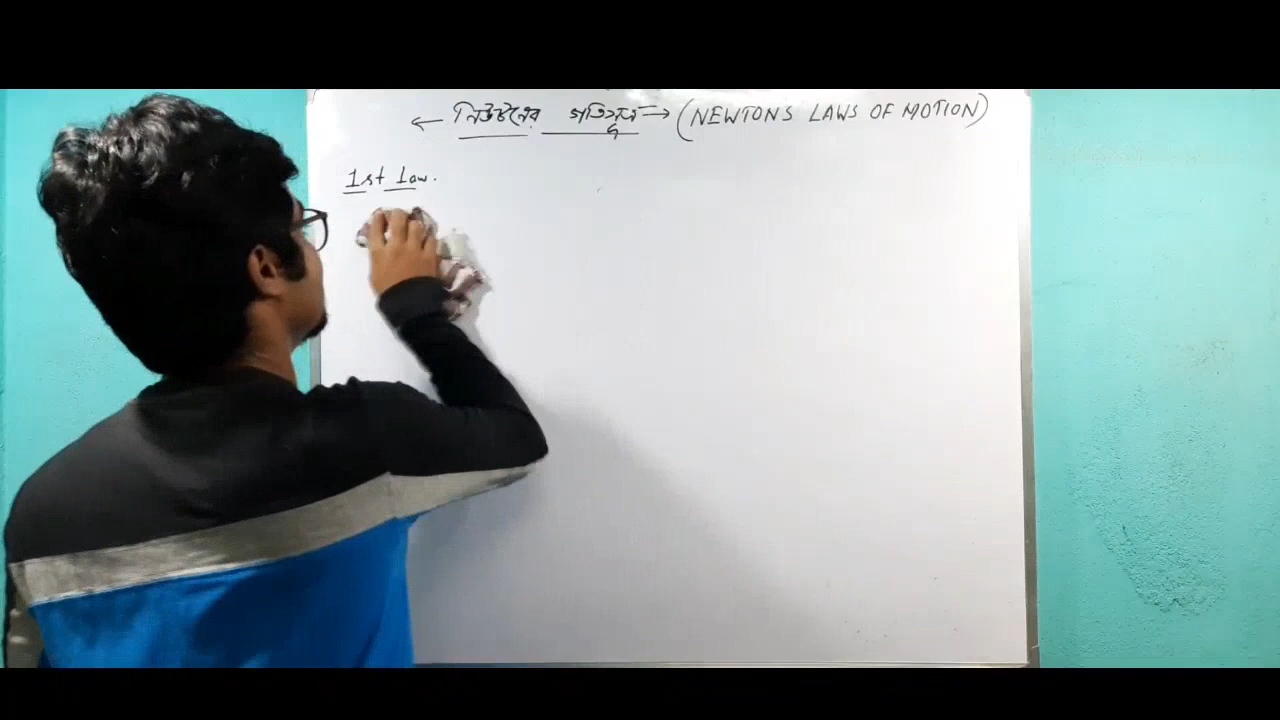 ← নিউটনের গতিসূত্র ⇒ (NEWTONS LAWS OF MOTION)
1st Law.